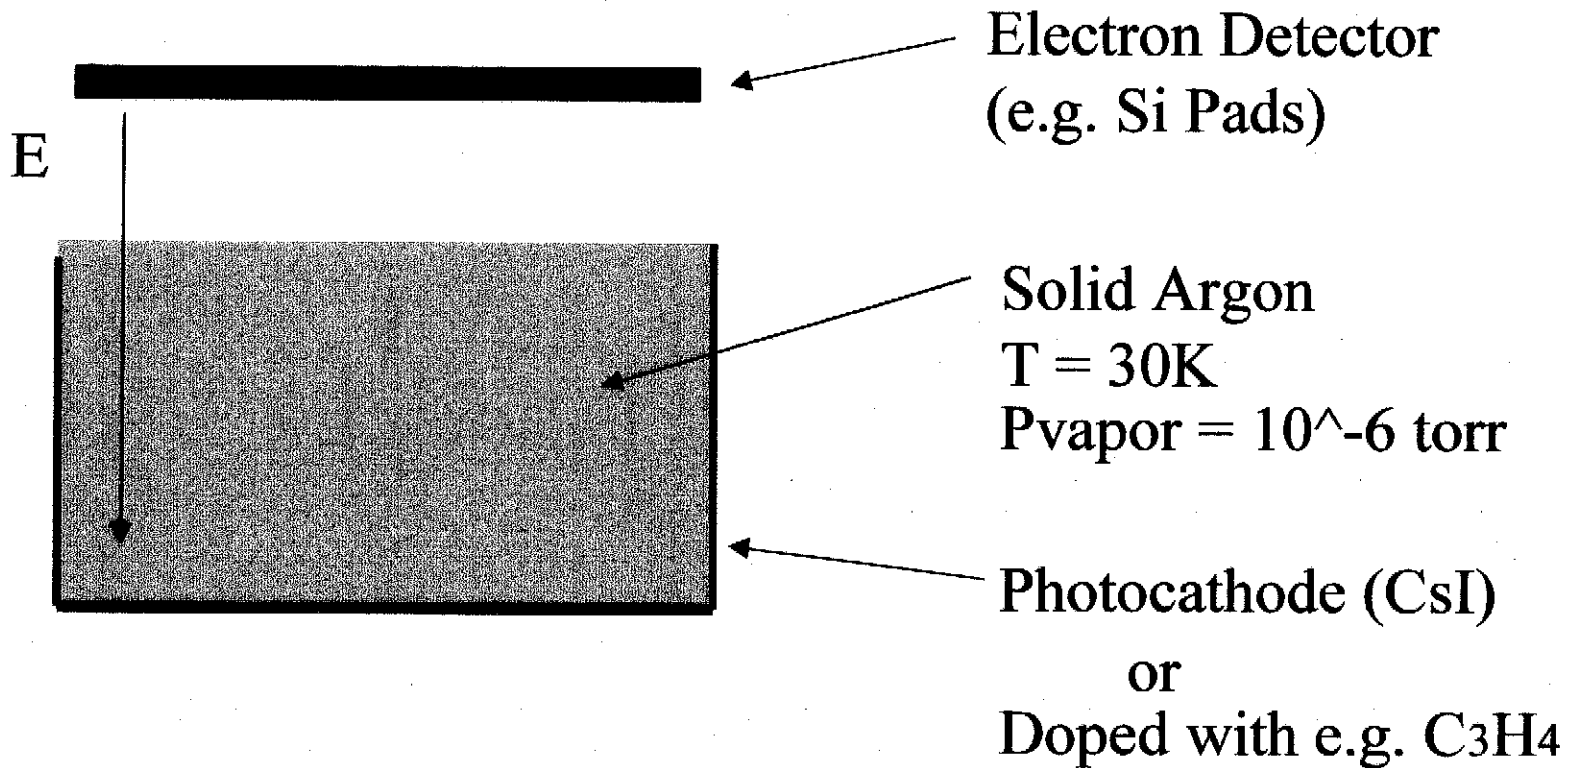 Electron Detector
(e.g. Si Pads)
E
Solid Argon
T = 30K
Pvapor = 10^-6 torr
Photocathode (CsI)
or
Doped with e.g. C3H4